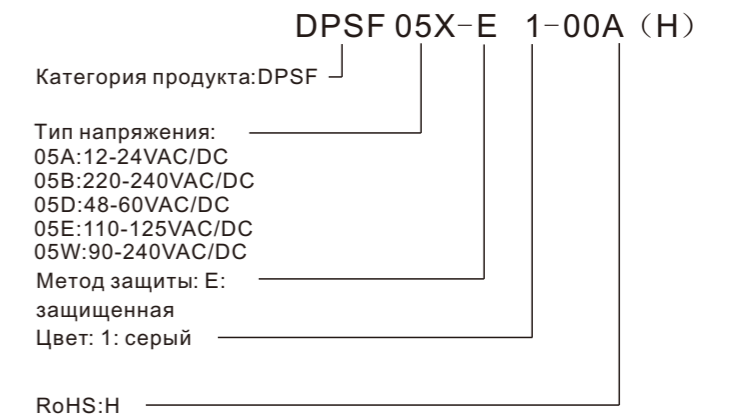 DPSF 05X-E 1-00A（H）
Категория продукта:DPSF
Тип напряжения:
05A:12-24VAC/DC
05B:220-240VAC/DC
05D:48-60VAC/DC
05E:110-125VAC/DC
05W:90-240VAC/DC
Метод защиты: E:
защищенная
Цвет: 1: серый
RoHS:H